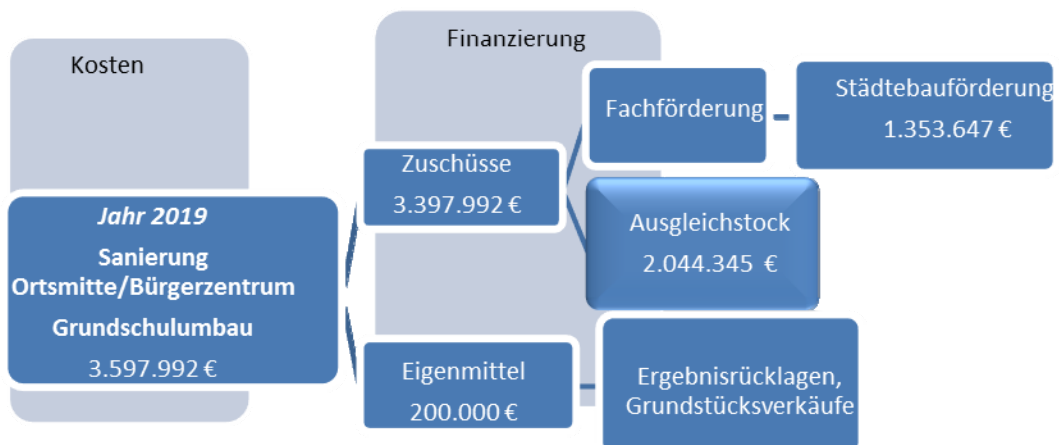 Kosten
Jahr 2019
Sanierung
Ortsmitte/Bürgerzentrum
Grundschulumbau
3.597.992 €
Finanzierung
Zuschüsse
3.397.992 €
Fachförderung
Städtebauförderung
1.353.647 €
Ausgleichstock
2.044.345 €
Eigenmittel
200.000 €
Ergebnisrücklagen,
Grundstücksverkäufe